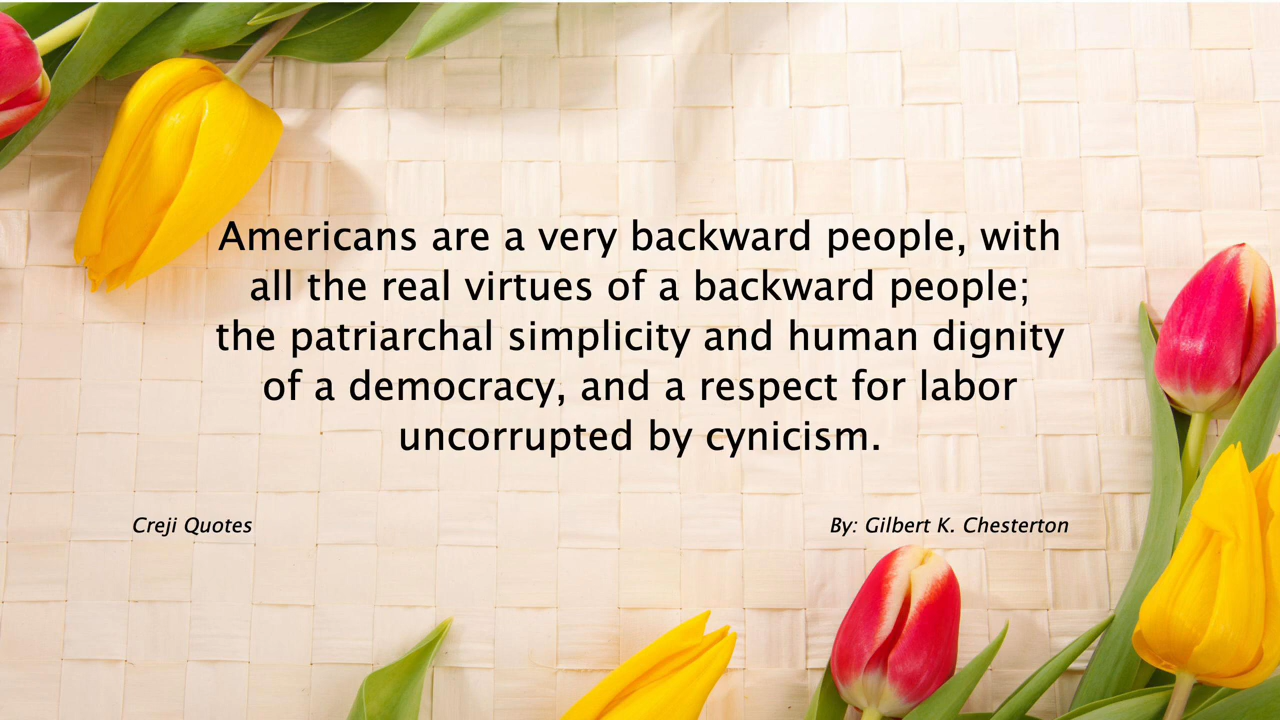 Americans are a very backward people, with
all the real virtues of a backward people;
the patriarchal simplicity and human dignity
of a democracy, and a respect for labor
uncorrupted by cynicism.
Creji Quotes
By: Gilbert K. Chesterton